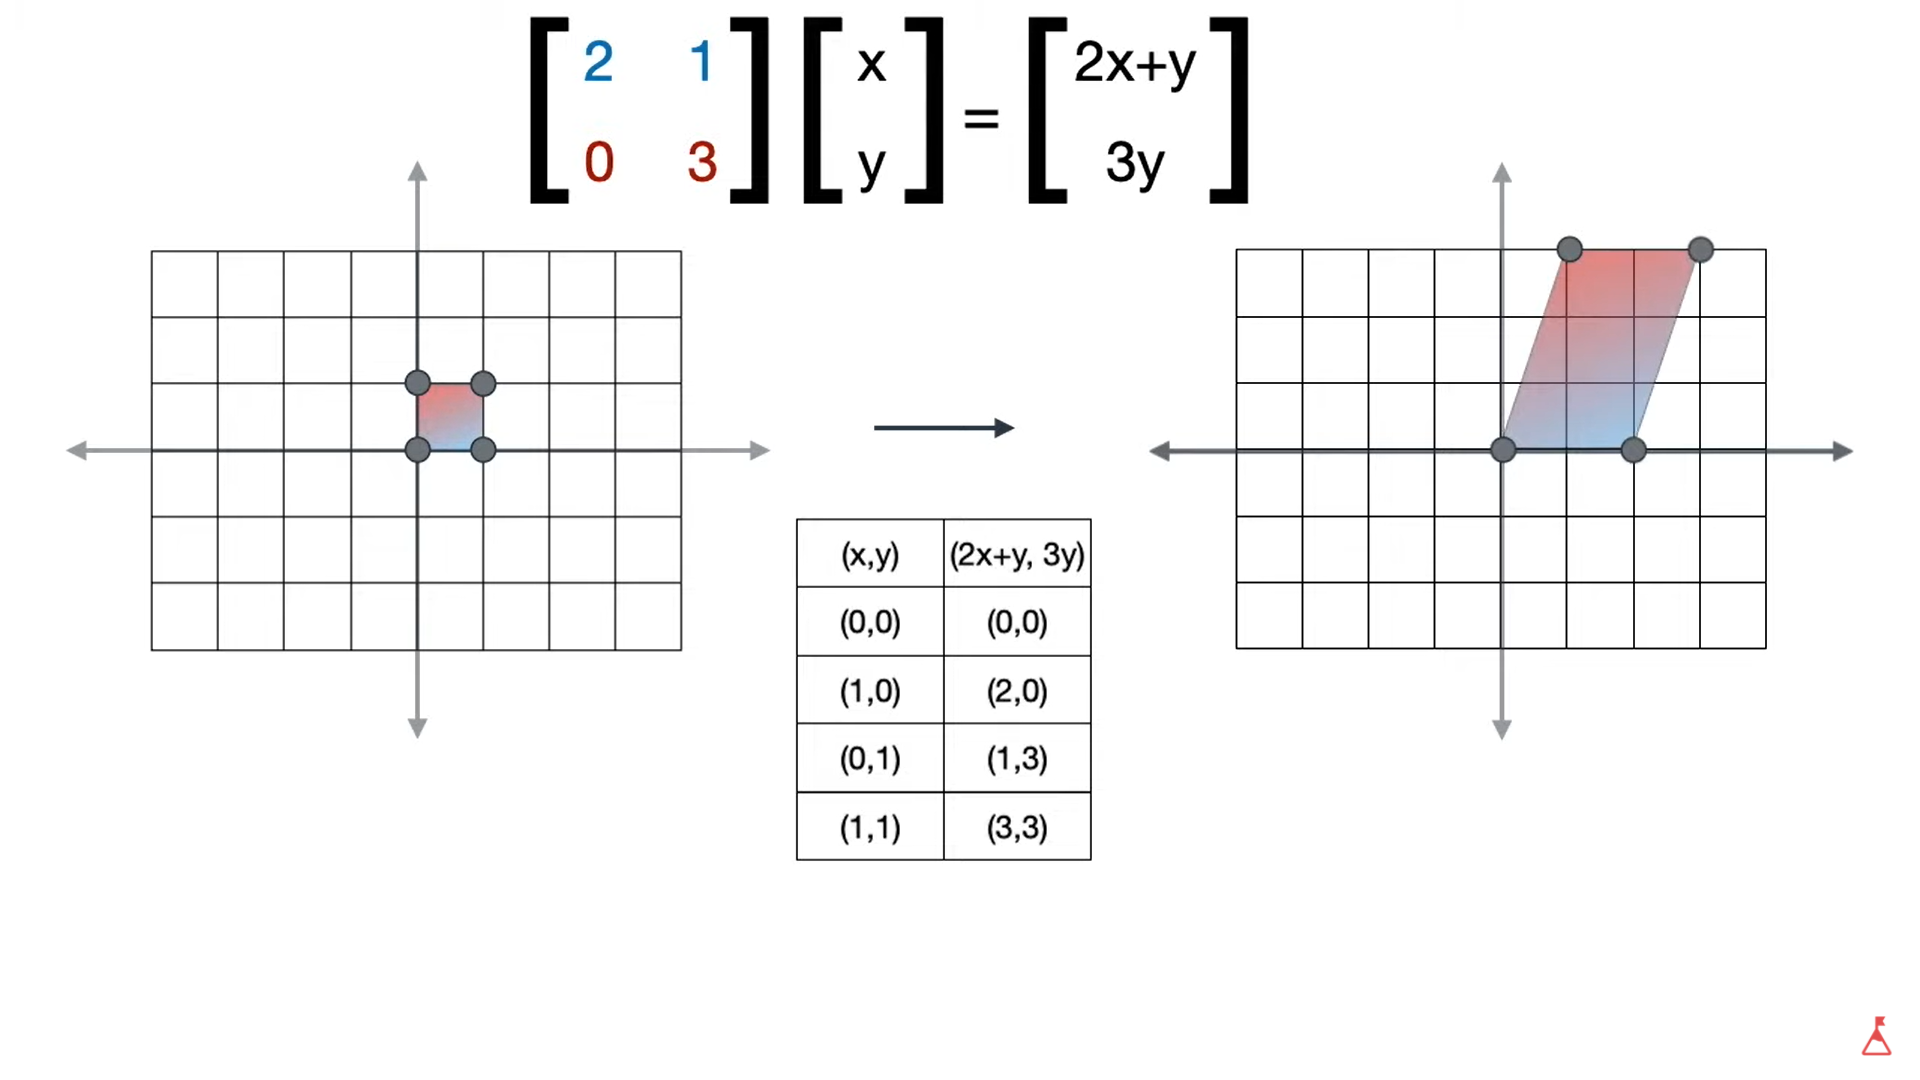 [2 1
0 3] [x
y] = [2x+y
3y]
(x,y) (2x+y, 3y)
(0,0) (0,0)
(1,0) (2,0)
(0,1) (1,3)
(1,1) (3,3)